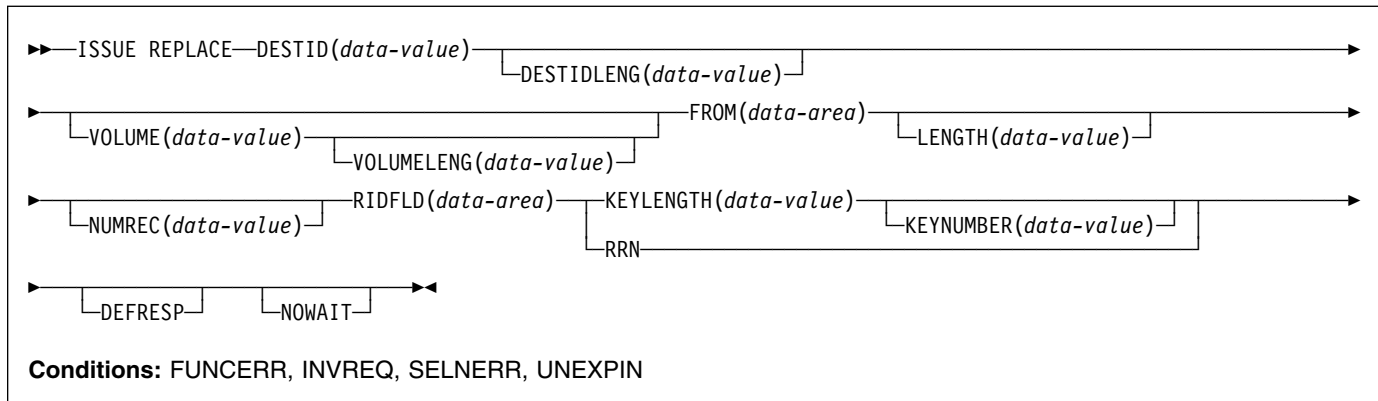 ISSUE REPLACE DESTID(data-value)
DESTIDLENG(data-value)
FROM(data-area)
VOLUME(data-value) LENGTH(data-value)
VOLUMELENG(data-value)
RIDFLD(data-area) KEYLENGTH(data-value)
NUMREC(data-value) KEYNUMBER(data-value)
RRN
DEFRESP NOWAIT
Conditions: FUNCERR, INVREQ, SELNERR, UNEXPIN